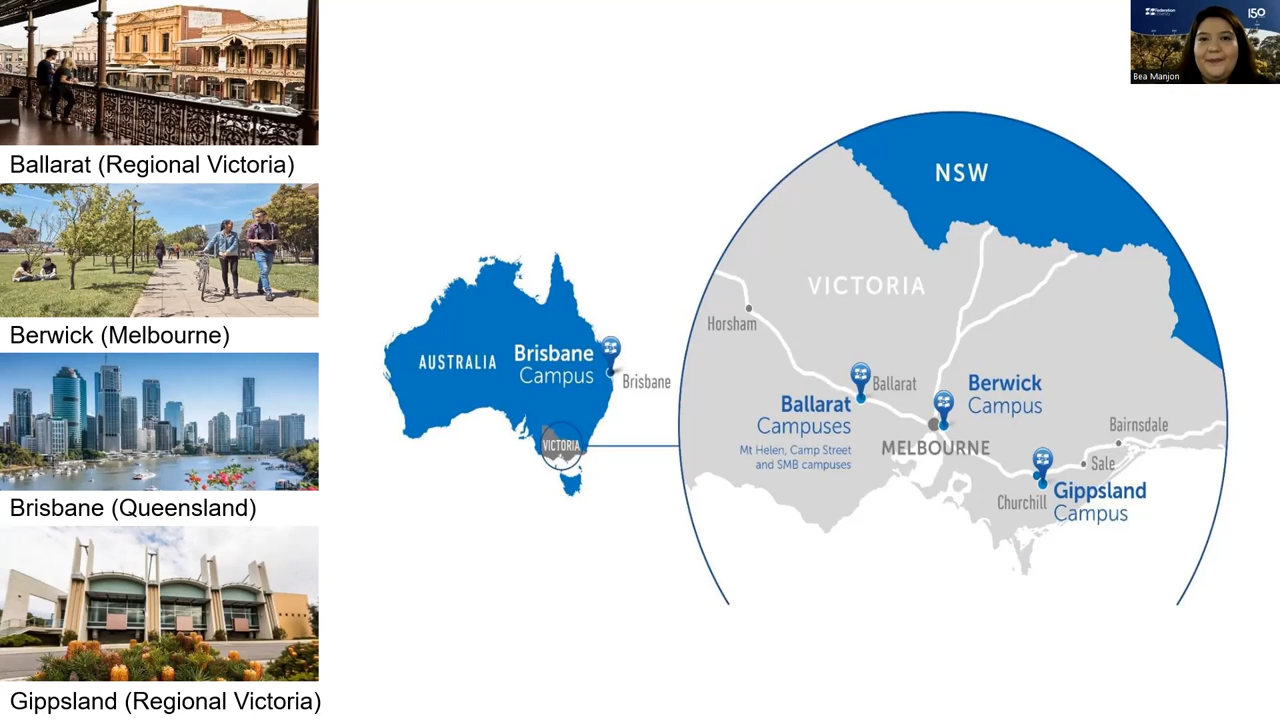 Ballarat (Regional Victoria)
Berwick (Melbourne)
Brisbane (Queensland)
Gippsland (Regional Victoria)
AUSTRALIA
Brisbane
Campus
Brisbane
VICTORIA
NSW
VICTORIA
Horsham
Ballarat
Ballarat
Campuses
Mt Helen, Camp Street
and SMB campuses
Berwick
Campus
MELBOURNE
Bairnsdale
Sale
Churchill
Gippsland
Campus
Federation
150
Bea Manjon